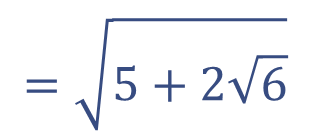 = √(5 + 2√6)